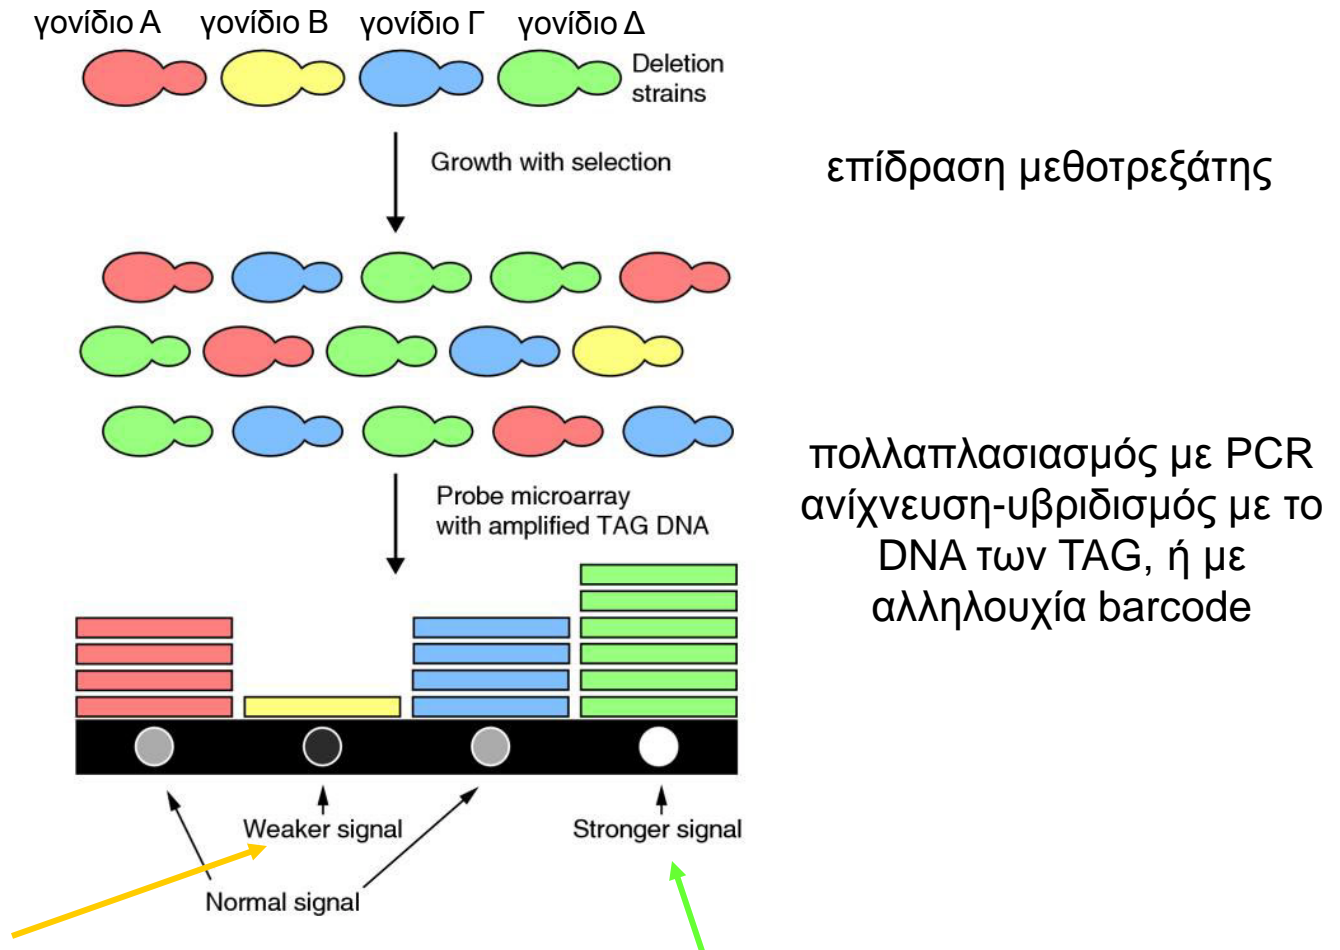 γονίδιο Α γονίδιο Β γονίδιο Γ γονίδιο Δ
Deletion
strains
Growth with selection
επίδραση μεθοτρεξάτης
Probe microarray
with amplified TAG DNA
πολλαπλασιασμός με PCR
ανίχνευση-υβριδισμός με το
DNA των TAG, ή με
αλληλουχία barcode
Weaker signal
Stronger signal
Normal signal